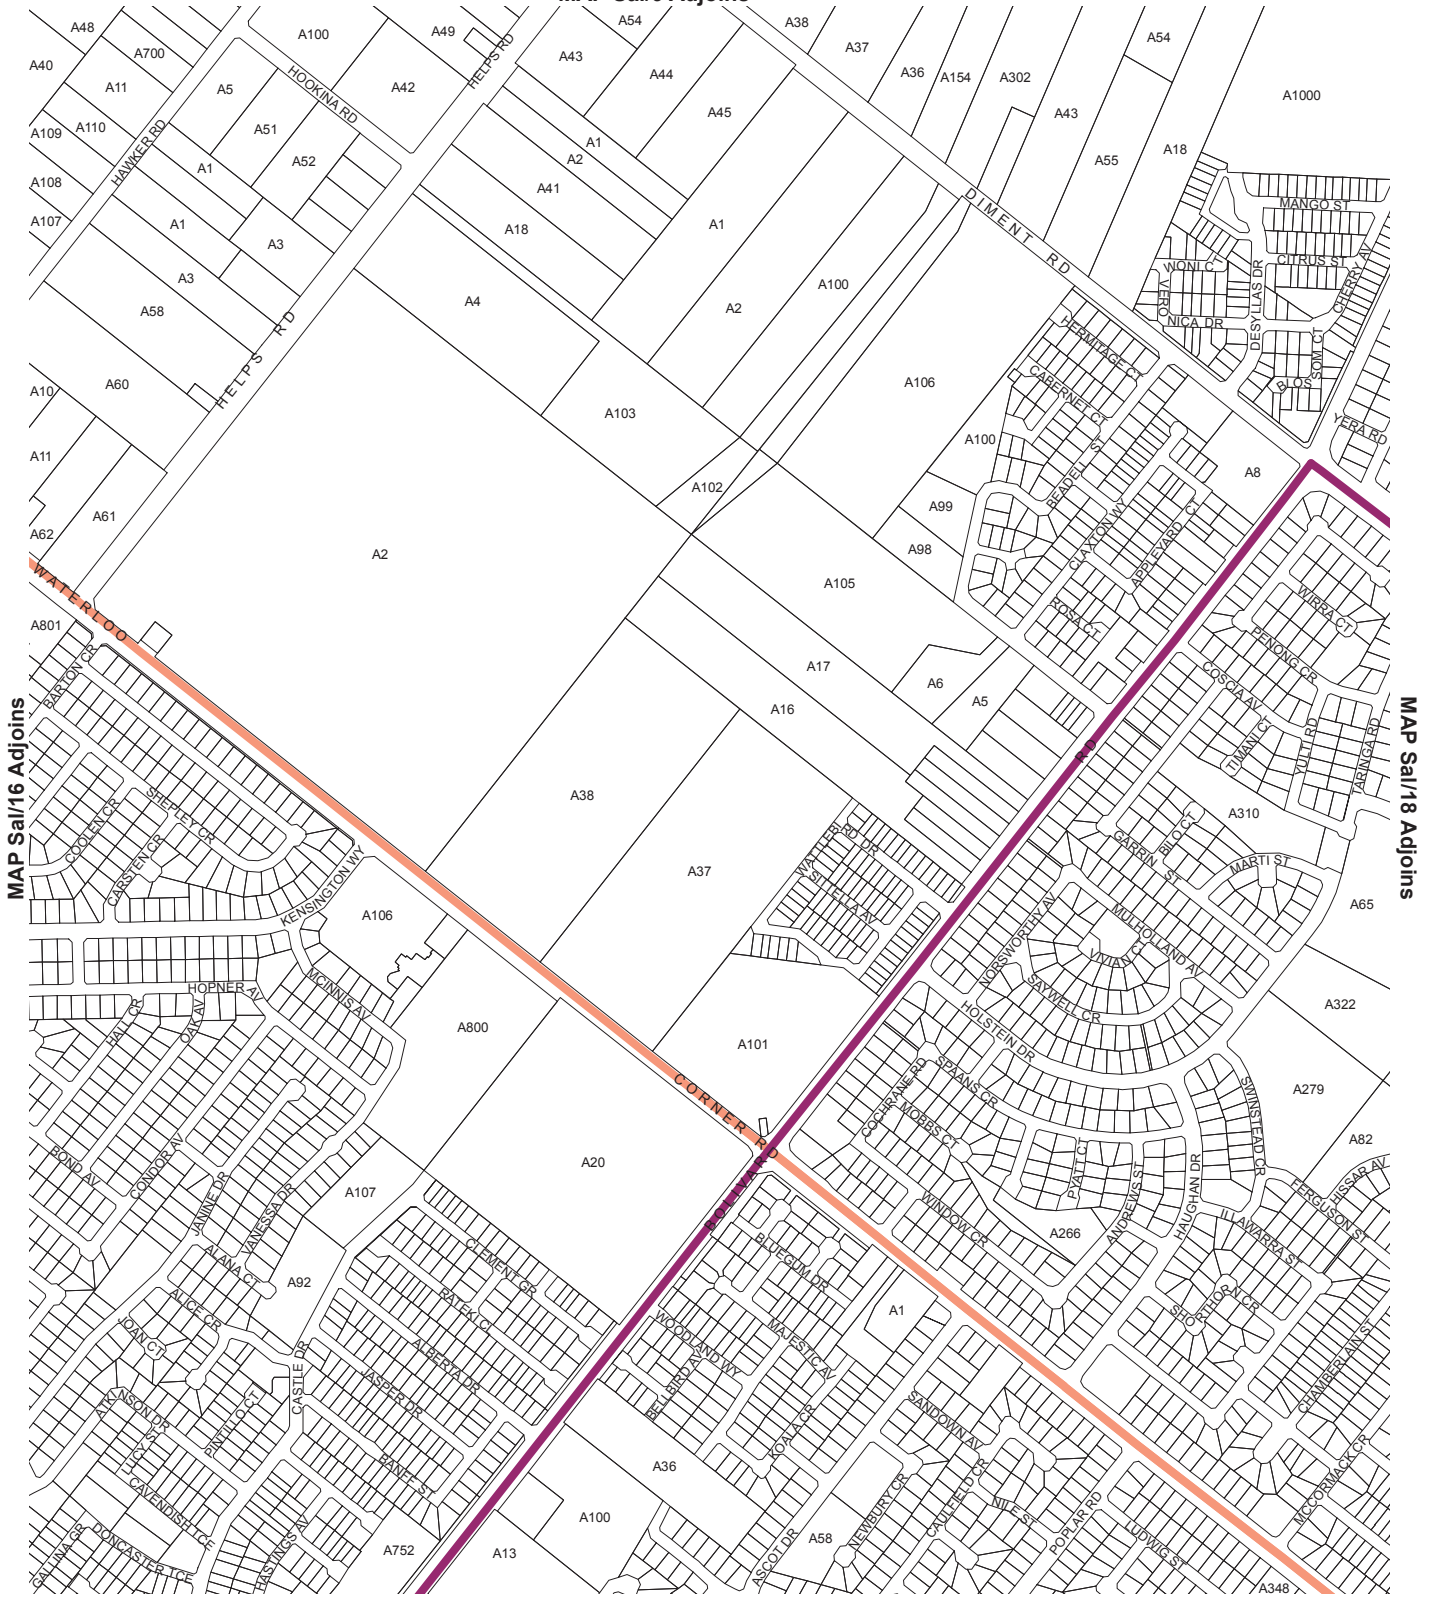 A48
A700
A40
A11
A100
A49
HELPS RD
A54
A43
A38
A37
A44
A36
A154
A302
A54
A1000
A5
HOOKINA RD
A42
A45
A43
A109
A110
HAWKER RD
A51
A52
A1
A1
A2
A55
A18
A108
A41
A107
A1
A3
A18
A1
DIMENT RD
MANGO ST
WONI CT
CITRUS ST
CHERRY AV
VERO
NICA DR
DESYLLAS DR
BLOS
SOM CT
A3
A58
A4
A2
A100
HELPS RD
HERMITAGE CT
CABERNET CT
A10
A60
A103
A106
A100
BEADELL ST
YERA RD
A11
A102
A8
A61
A62
A99
A98
CLAXTON WY
APPLEYARD CT
A2
A105
WATERLOO
ROSA CT
WIRRA CT
PENONG CR
A801
BARTON CR
A17
A6
A5
A16
COSCIA AV
TIMANI CT
YULTI RD
TARINGA RD
MAP Sal/16 Adjoins
MAP Sal/18 Adjoins
RD
A38
SHEPLEY CR
COOLEN CR
CARSTEN CR
A310
BILO CT
GARRIN ST
MARTI ST
A37
SITTELLA AV
KENSINGTON WY
A106
A65
NORSWORTHY AV
MULHOLLAND AV
VIVIAN CT
SAYWELL CR
HOPNER AV
MCINNIS AV
HALL CR
OAK AV
A800
A101
A322
HOLSTEIN DR
COCHRANE RD
SPAANS CR
MOBBS CT
SWINSTEAD CR
A279
CORNER RD
A82
BOND AV
CONDOR AV
A20
A107
JANINE DR
VANESSA DR
PYATT CT
ANDREWS ST
HAUGHAN DR
HISSAR AV
FERGUSON ST
BOLIVAR
WINDOW CR
A266
ILLAWARRA ST
ALANA CT
A92
CLEMENT GR
BLUEGUM DR
ALICE CR
RATEKI CL
A1
SHORTHORN CR
JOAN CT
CASTLE DR
ALBERTA DR
JASPER DR
WOODLAND WY
MAJESTIC AV
CHAMBERLAIN ST
BELLBIRD AV
ATKINSON DR
PINTILLO CT
LUCY ST
KOALA CR
SANDOWN AV
BANFF ST
A36
CAVENDISH TCE
CAULFIELD CR
NEWBURY CR
NILE ST
POPLAR RD
MCCORMACK CR
A100
A58
LUDWIG ST
GALINA GR
DONCASTER TCE
HASTINGS AV
A752
A13
ASCOT DR
A348